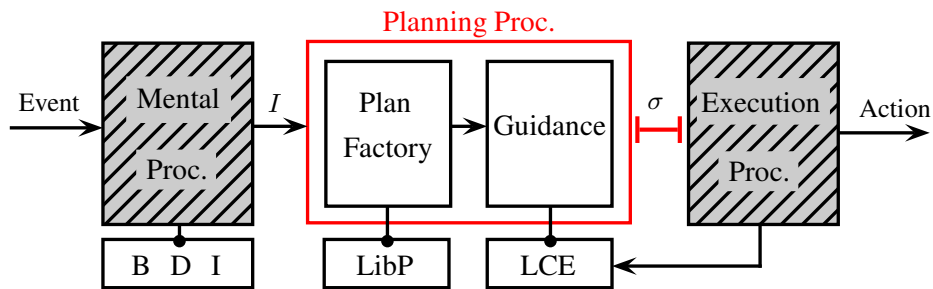 Planning Proc.
Event
Mental
Proc.
I
Plan
Factory
Guidance
σ
Execution
Proc.
Action
B D I
LibP
LCE